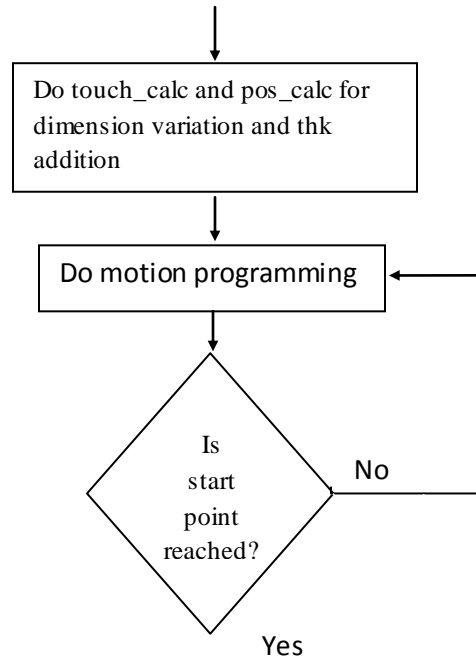 Do touch_calc and pos_calc for
dimension variation and thk
addition
Do motion programming
Is
start
point
reached?
No
Yes